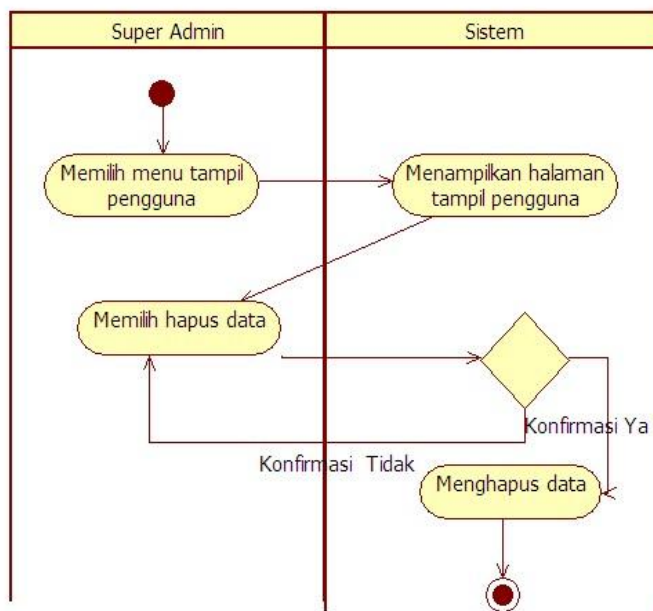 Super Admin
Sistem
Memilih menu tampil
pengguna
Menampilkan halaman
tampil pengguna
Memilih hapus data
Konfirmasi Ya
Konfirmasi Tidak
Menghapus data